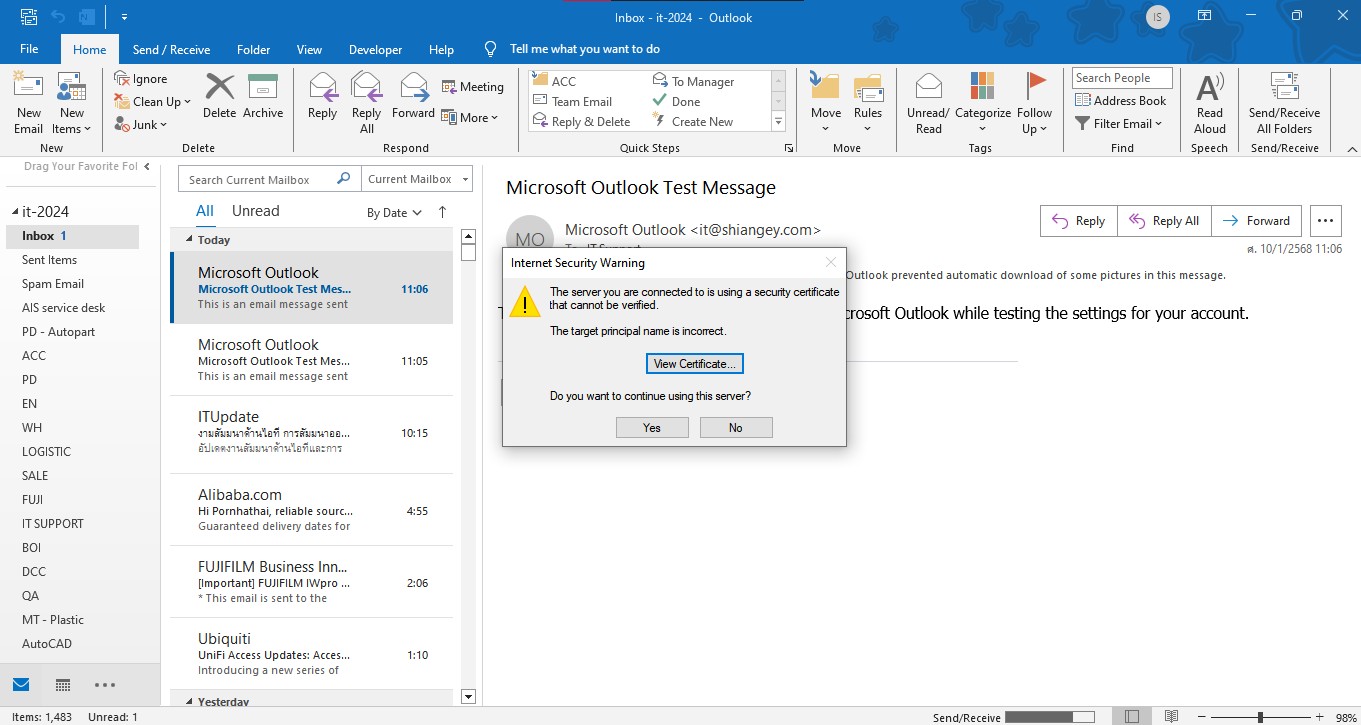 Inbox - it-2024 - Outlook
IS
File Home Send / Receive Folder View Developer Help Tell me what you want to do
New Email
New Items
New
Ignore
Clean Up
Junk
Delete
Archive
Delete
Reply
Reply All
Forward
Meeting
More
Respond
ACC
Team Email
Reply & Delete
To Manager
Done
Create New
Quick Steps
Move
Rules
Move
Unread/ Read
Categorize
Follow Up
Tags
Search People
Address Book
Filter Email
Find
Read Aloud
Speech
Send/Receive All Folders
Send/Receive
Drag Your Favorite Fol
it-2024
Inbox 1
Sent Items
Spam Email
AIS service desk
PD - Autopart
ACC
PD
EN
WH
LOGISTIC
SALE
FUJI
IT SUPPORT
BOI
DCC
QA
MT - Plastic
AutoCAD
Search Current Mailbox
Current Mailbox
All Unread
By Date
Today
Microsoft Outlook
Microsoft Outlook Test Mes... 11:06
This is an email message sent
Microsoft Outlook
Microsoft Outlook Test Mes... 11:05
This is an email message sent
ITUpdate
งามสัมมนาด้านไอที การสัมมนาออ... 10:15
อัปเดตงานสัมมนาด้านไอทีและการ
Alibaba.com
Hi Pornhathai, reliable sourc... 4:55
Guaranteed delivery dates for
FUJIFILM Business Inn...
[Important] FUJIFILM IWpro ... 2:06
* This email is sent to the
Ubiquiti
UniFi Access Updates: Acces... 1:10
Introducing a new series of
Yesterday
Microsoft Outlook Test Message
MO
Microsoft Outlook <it@shiangey.com>
To IT Support
Reply
Reply All
Forward
ศ. 10/1/2568 11:06
Outlook prevented automatic download of some pictures in this message.
crosoft Outlook while testing the settings for your account.
Internet Security Warning
The server you are connected to is using a security certificate
that cannot be verified.
The target principal name is incorrect.
View Certificate...
Do you want to continue using this server?
Yes
No
Items: 1,483 Unread: 1
Send/Receive
98%